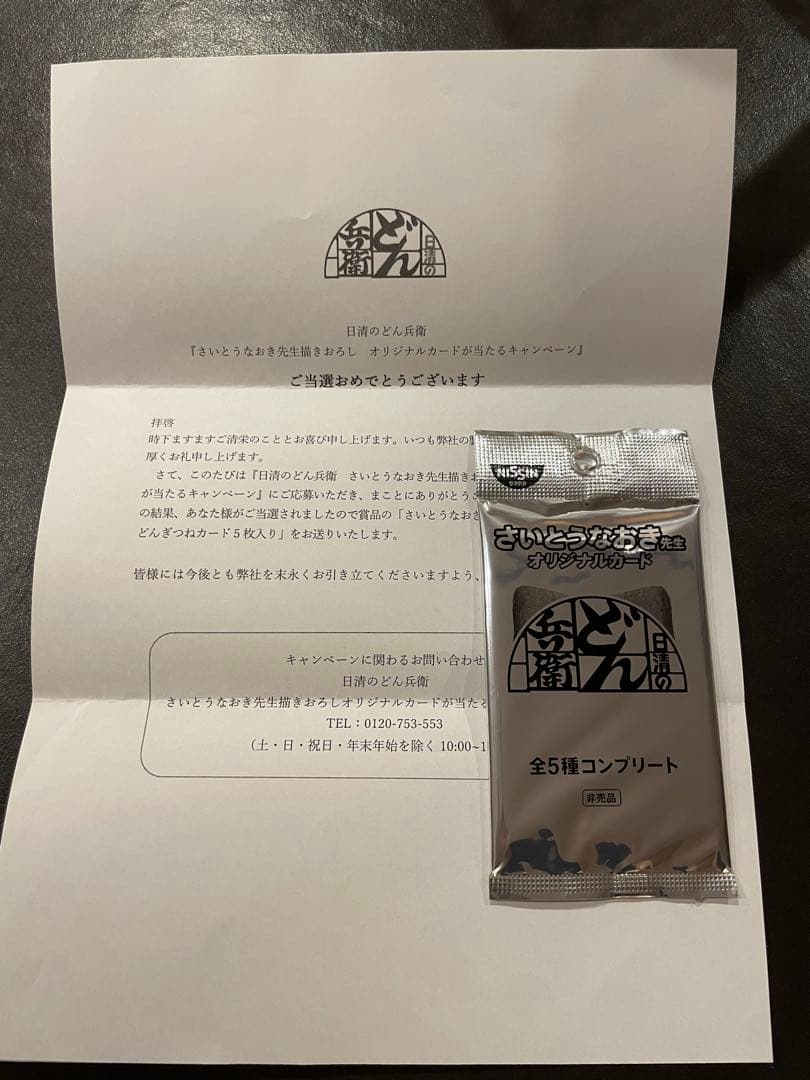 日清の
どん
兵衛
日清のどん兵衛
『さいとうなおき先生描きおろし　オリジナルカードが当たるキャンペーン』
ご当選おめでとうございます
拝啓
時下ますますご清栄のこととお喜び申し上げます。いつも弊社の
厚くお礼申し上げます。
さて、このたびは『日清のどん兵衛　さいとうなおき先生描き
が当たるキャンペーン』にご応募いただき、まことにありがとう
の結果、あなた様がご当選されましたので賞品の「さいとうなおき
どんぎつねカード５枚入り」をお送りいたします。
皆様には今後とも弊社を末永くお引き立てくださいますよう、
キャンペーンに関わるお問い合わせ
日清のどん兵衛
さいとうなおき先生描きおろしオリジナルカードが当たる
TEL：0120-753-553
（土・日・祝日・年末年始を除く 10:00~1
NISSIN
さいとうなおき先生
オリジナルカード
日清の
どん
兵衛
全5種コンプリート
非売品